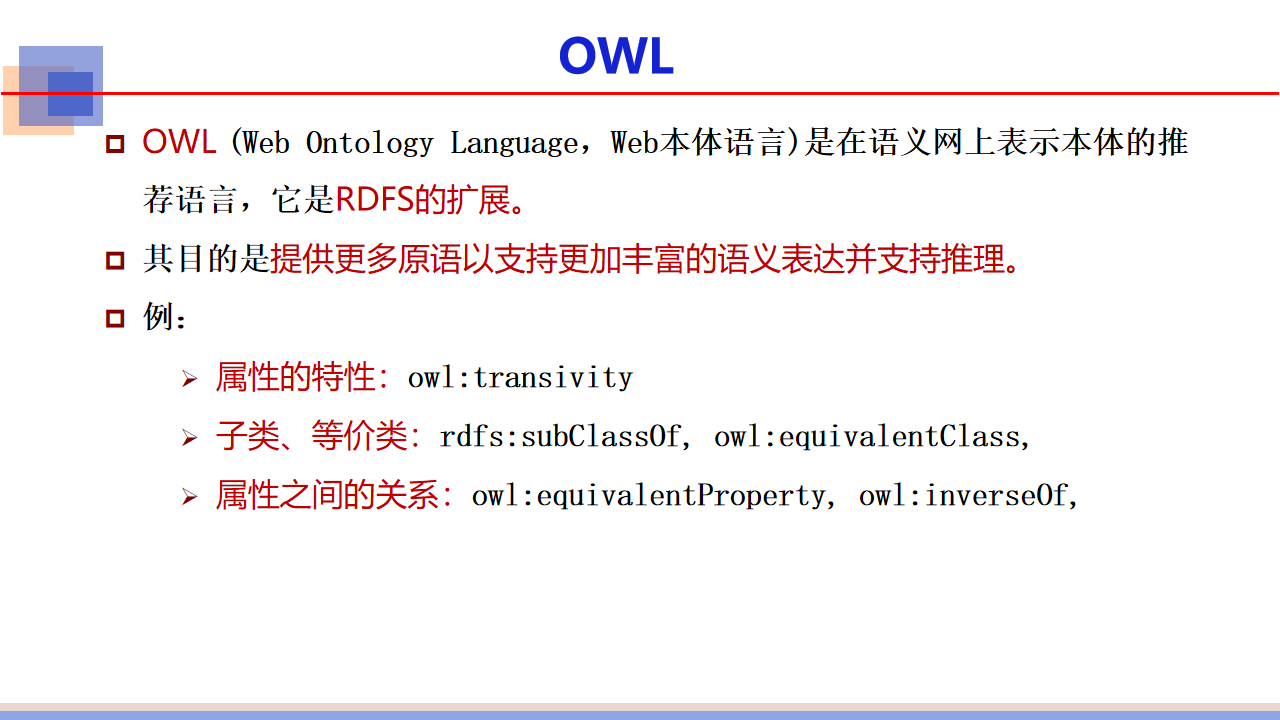 OWL
OWL (Web Ontology Language，Web本体语言)是在语义网上表示本体的推
荐语言，它是RDFS的扩展。
共目的是提供更多原语以支持更加丰富的语义表达并支持推理。
例：
属性的特性：owl:transivity
子类、等价类：rdfs:subClassOf, owl:equivalentClass,
属性之间的关系：owl:equivalentProperty, owl:inverseOf,